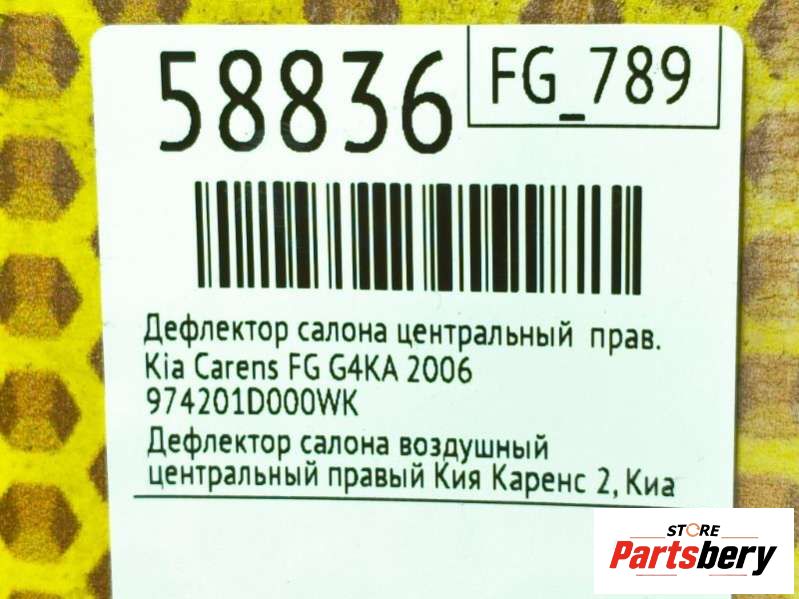 58836
FG_789
Дефлектор салона центральный прав.
Kia Carens FG G4KA 2006
974201D000WK
Дефлектор салона воздушный
центральный правый Кия Каренс 2, Киа
STORE
Partsbery